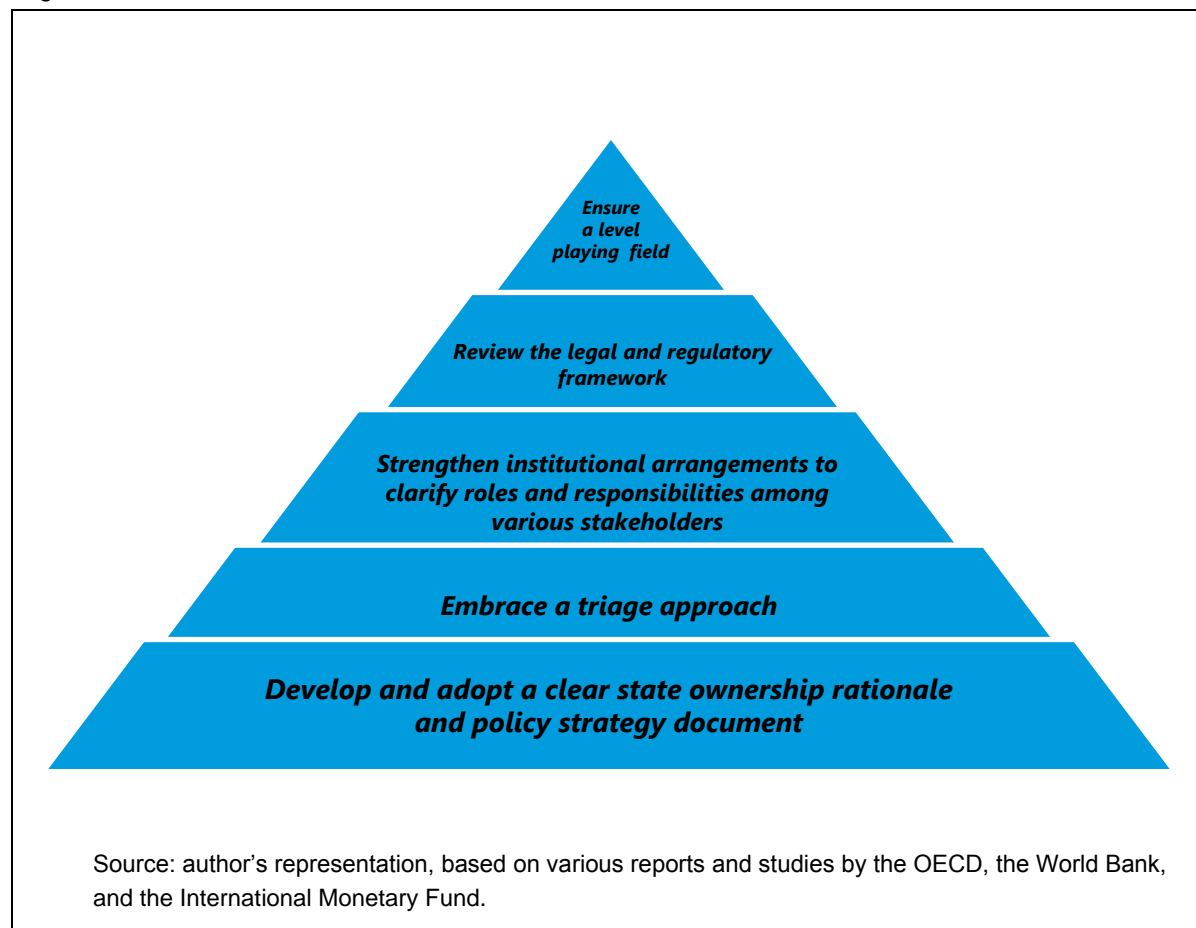 Ensure
a level
playing field
Review the legal and regulatory
framework
Strengthen institutional arrangements to
clarify roles and responsibilities among
various stakeholders
Embrace a triage approach
Develop and adopt a clear state ownership rationale
and policy strategy document
Source: author’s representation, based on various reports and studies by the OECD, the World Bank,
and the International Monetary Fund.